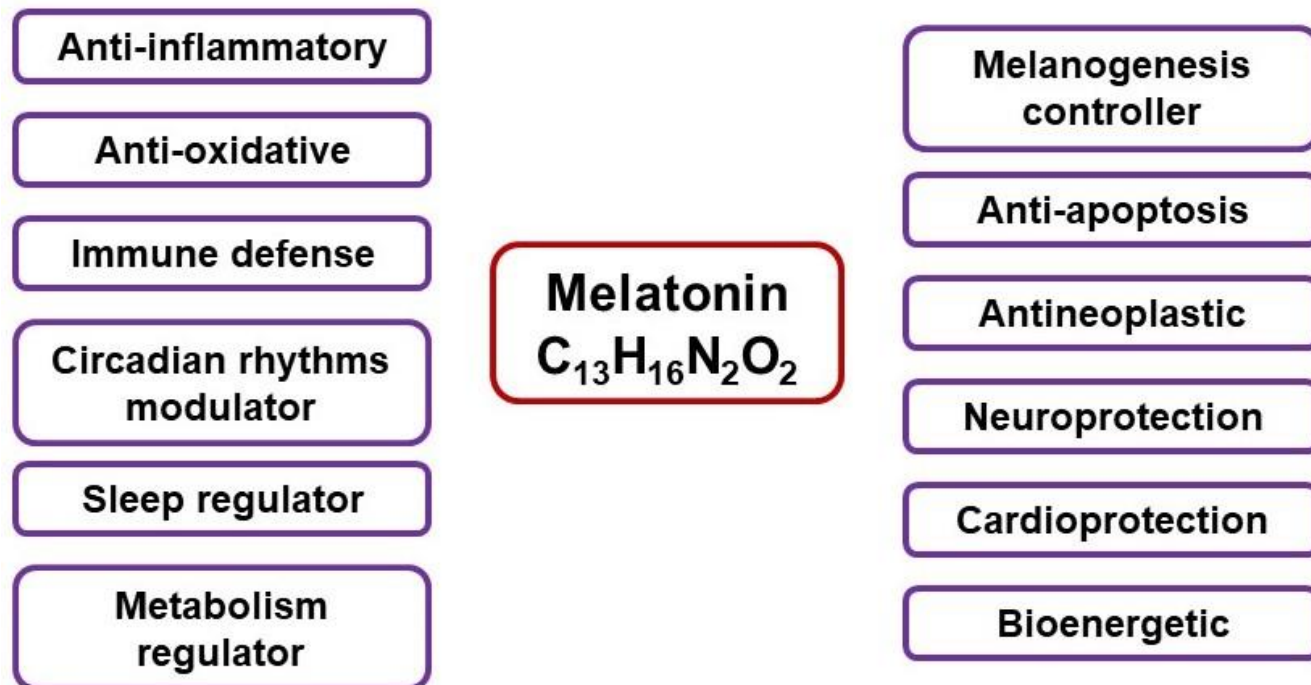 Anti-inflammatory
Anti-oxidative
Immune defense
Circadian rhythms
modulator
Sleep regulator
Metabolism
regulator
Melatonin
C₁₃H₁₆N₂O₂
Melanogenesis
controller
Anti-apoptosis
Antineoplastic
Neuroprotection
Cardioprotection
Bioenergetic